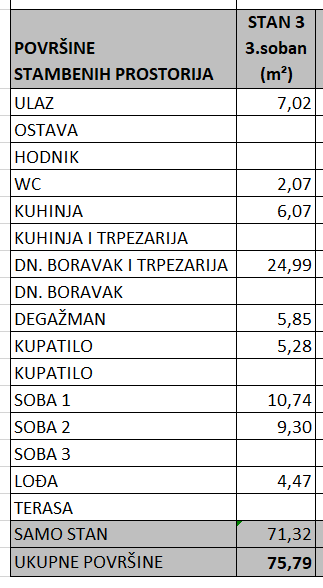 POVRŠINE
STAMBENIH PROSTORIJA
STAN 3
3.soban
(m²)
ULAZ 7,02
OSTAVA
HODNIK
WC 2,07
KUHINJA 6,07
KUHINJA I TRPEZARIJA
DN. BORAVAK I TRPEZARIJA 24,99
DN. BORAVAK
DEGAŽMAN 5,85
KUPATILO 5,28
KUPATILO
SOBA 1 10,74
SOBA 2 9,30
SOBA 3
LOĐA 4,47
TERASA
SAMO STAN 71,32
UKUPNE POVRŠINE 75,79